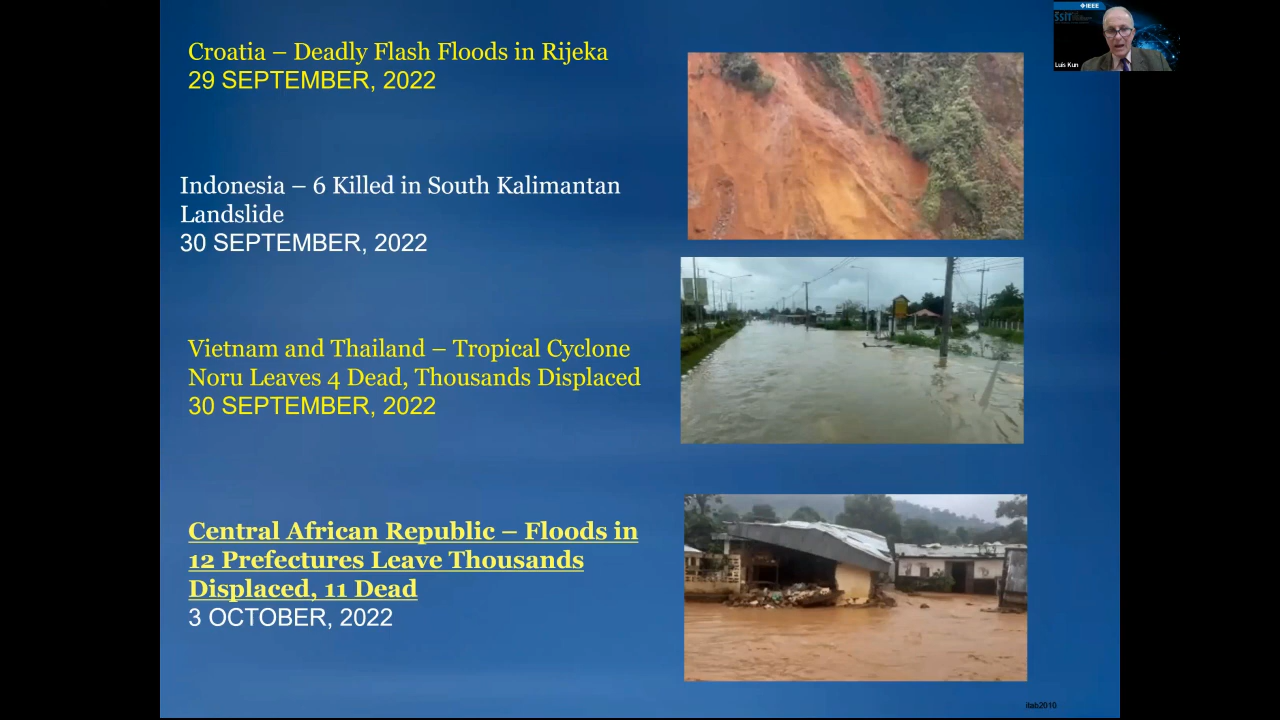 Croatia – Deadly Flash Floods in Rijeka
29 SEPTEMBER, 2022
Indonesia – 6 Killed in South Kalimantan
Landslide
30 SEPTEMBER, 2022
Vietnam and Thailand – Tropical Cyclone
Noru Leaves 4 Dead, Thousands Displaced
30 SEPTEMBER, 2022
Central African Republic – Floods in
12 Prefectures Leave Thousands
Displaced, 11 Dead
3 OCTOBER, 2022
IEEE
SSIT
Luis Kun
itab2010